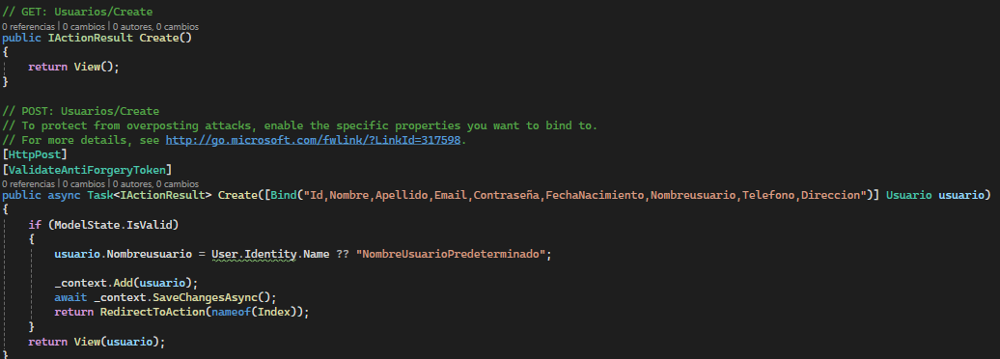 // GET: Usuarios/Create
0 referencias | 0 cambios | 0 autores, 0 cambios
public IActionResult Create()
{
    return View();
}

// POST: Usuarios/Create
// To protect from overposting attacks, enable the specific properties you want to bind to.
// For more details, see http://go.microsoft.com/fwlink/?LinkId=317598.
[HttpPost]
[ValidateAntiForgeryToken]
0 referencias | 0 cambios | 0 autores, 0 cambios
public async Task<IActionResult> Create([Bind("Id,Nombre,Apellido,Email,Contraseña,FechaNacimiento,Nombreusuario,Telefono,Direccion")] Usuario usuario)
{
    if (ModelState.IsValid)
    {
        usuario.Nombreusuario = User.Identity.Name ?? "NombreUsuarioPredeterminado";

        _context.Add(usuario);
        await _context.SaveChangesAsync();
        return RedirectToAction(nameof(Index));
    }
    return View(usuario);
}